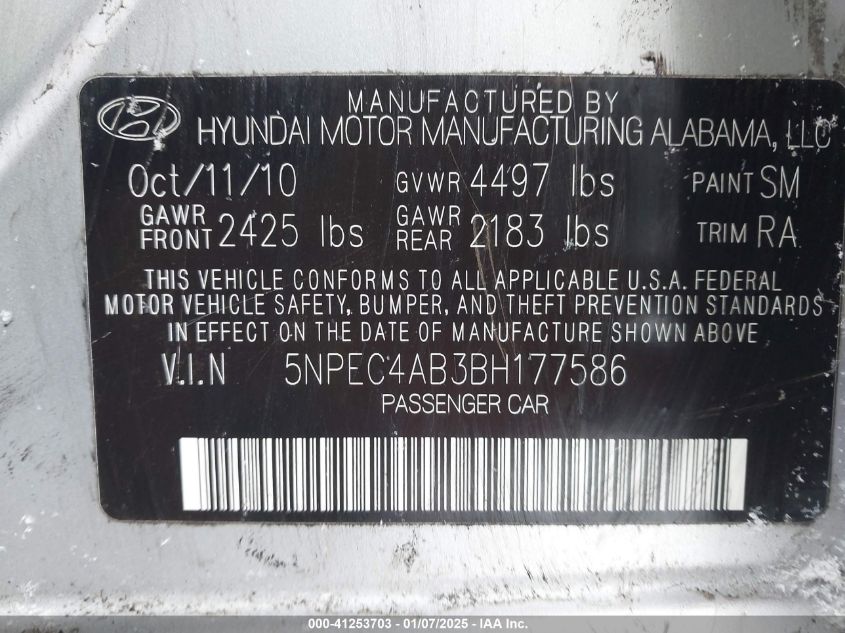 MANUFACTURED BY
HYUNDAI MOTOR MANUFACTURING ALABAMA, LLC
Oct/11/10 GVWR 4497 lbs PAINT SM
GAWR FRONT 2425 lbs GAWR REAR 2183 lbs TRIM RA
THIS VEHICLE CONFORMS TO ALL APPLICABLE U.S.A. FEDERAL
MOTOR VEHICLE SAFETY, BUMPER, AND THEFT PREVENTION STANDARDS
IN EFFECT ON THE DATE OF MANUFACTURE SHOWN ABOVE
V.I.N 5NPEC4AB3BH177586
PASSENGER CAR
000-41253703 - 01/07/2025 - © IAA, Inc.